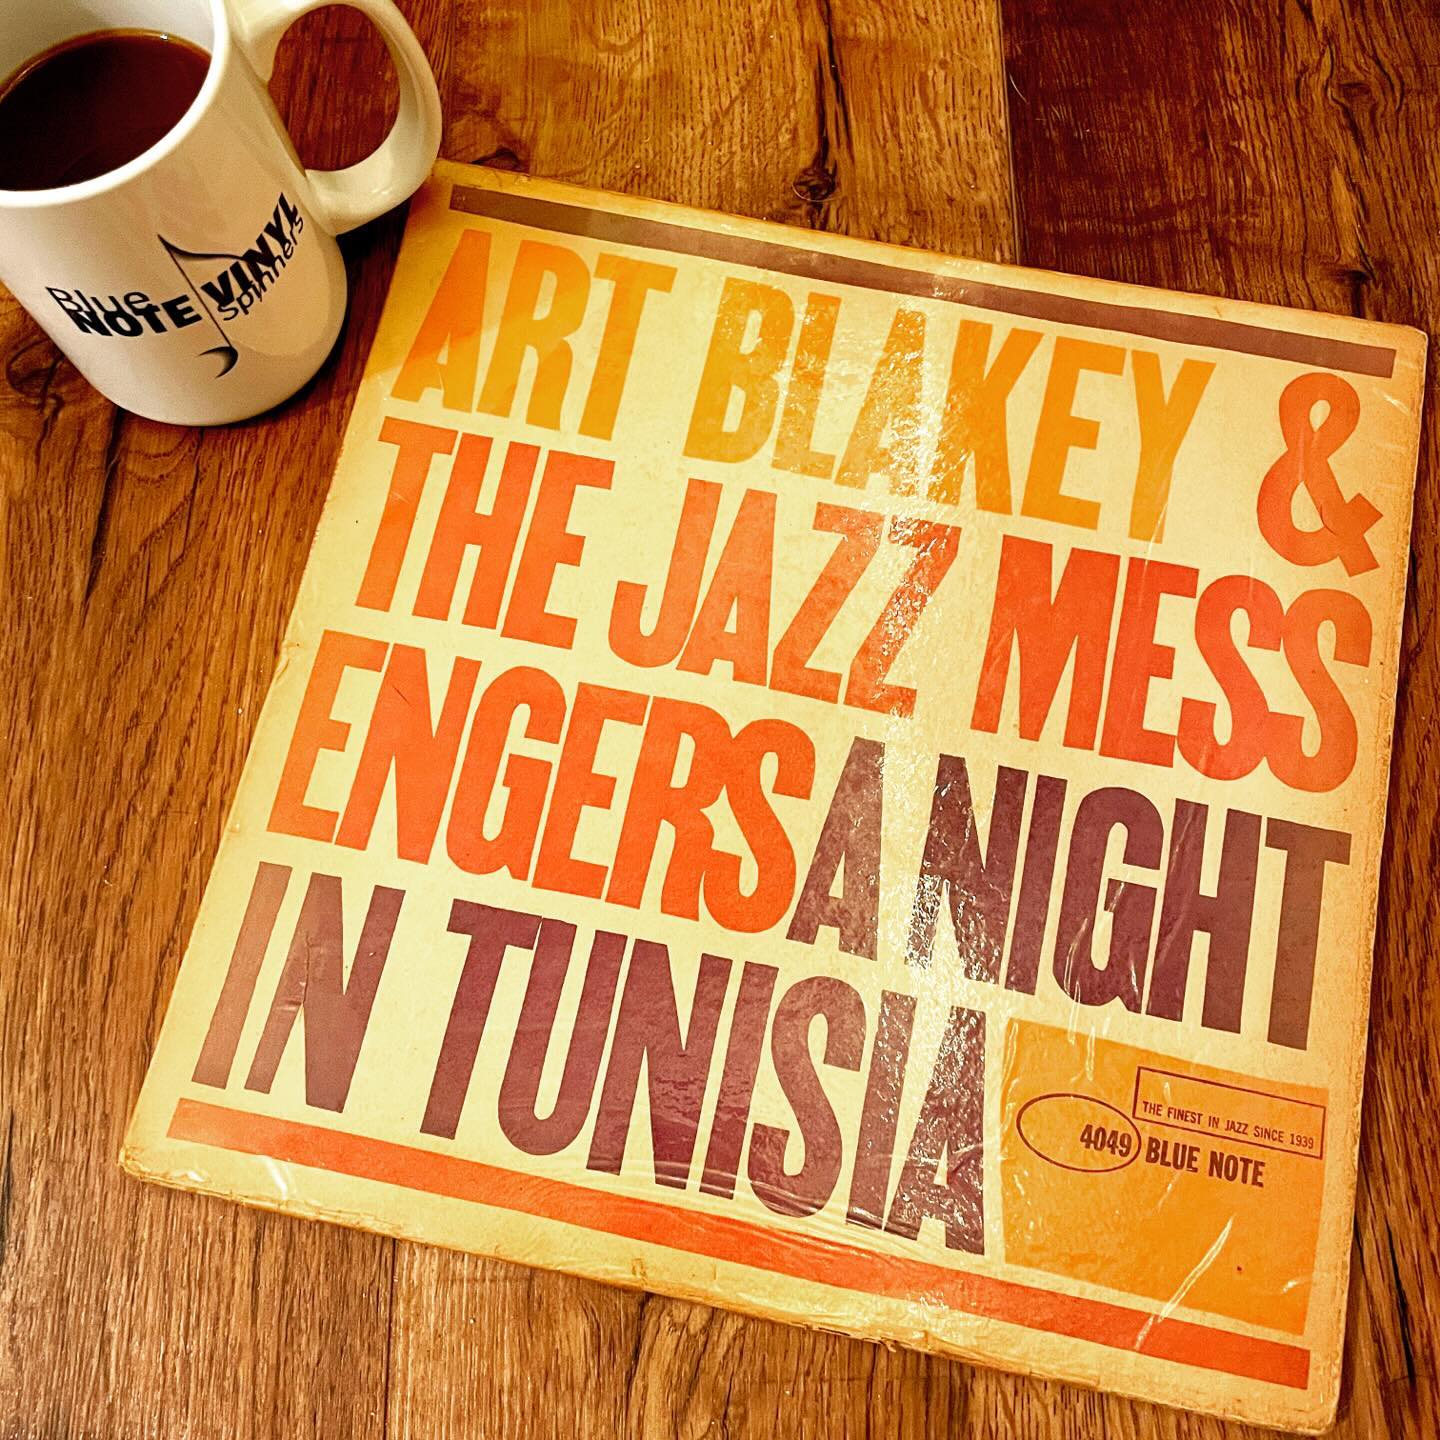 Blue
NOTE
VINYL
spinners
ART BLAKEY &
THE JAZZ MESS
ENGERS A NIGHT
IN TUNISIA
THE FINEST IN JAZZ SINCE 1939
4049 BLUE NOTE